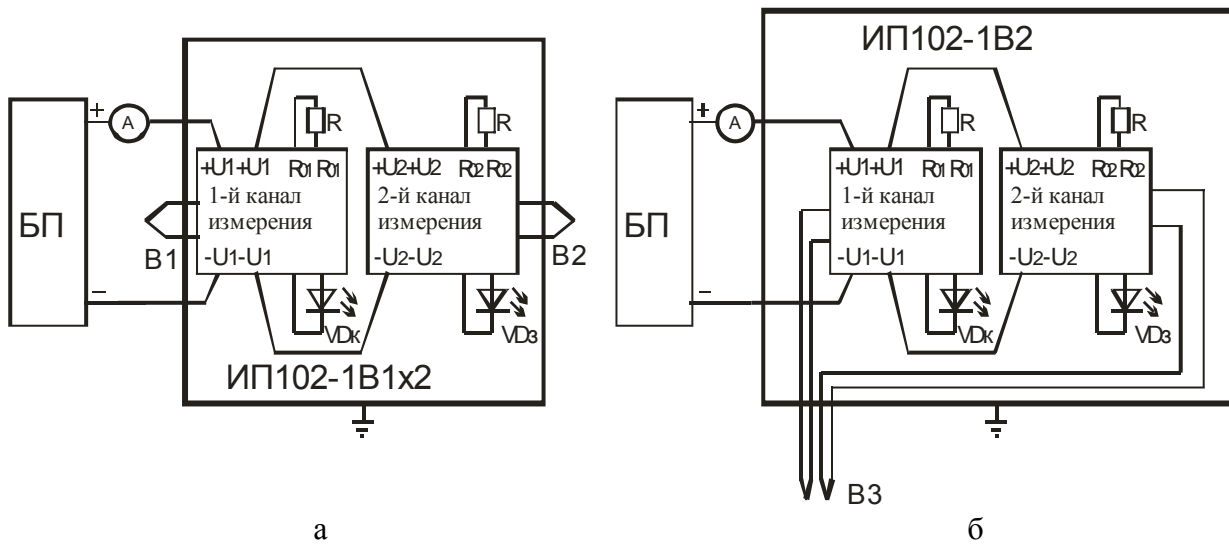 ИП102-1В2
+ A
R R
+U1+U1 R01 R01 +U2+U2 R02 R02
1-й канал измерения
2-й канал измерения
-U1-U1 -U2-U2
БП
В1
В2
–
VDк VDз
ИП102-1В1х2
+ A
R R
+U1+U1 R01 R01 +U2+U2 R02 R02
1-й канал измерения
2-й канал измерения
-U1-U1 -U2-U2
БП
–
VDк VDз
В3
а
б